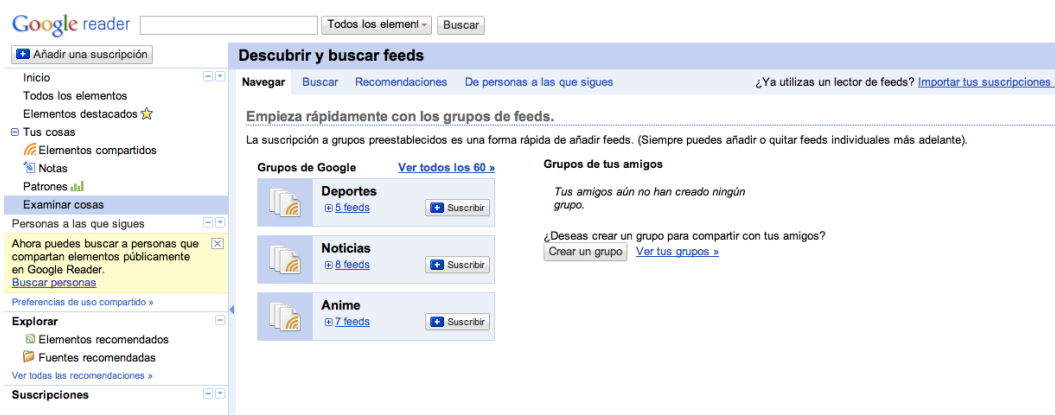 Google reader
Todos los element
Buscar
Añadir una suscripción
Inicio
Todos los elementos
Elementos destacados
Tus cosas
Elementos compartidos
Notas
Patrones
Examinar cosas
Personas a las que sigues
Ahora puedes buscar a personas que
compartan elementos públicamente
en Google Reader.
Buscar personas
Preferencias de uso compartido »
Explorar
Elementos recomendados
Fuentes recomendadas
Ver todas las recomendaciones »
Suscripciones
Descubrir y buscar feeds
Navegar Buscar Recomendaciones De personas a las que sigues
¿Ya utilizas un lector de feeds? Importar tus suscripciones
Empieza rápidamente con los grupos de feeds.
La suscripción a grupos preestablecidos es una forma rápida de añadir feeds. (Siempre puedes añadir o quitar feeds individuales más adelante).
Grupos de Google Ver todos los 60 »
Deportes
5 feeds
Suscribir
Noticias
8 feeds
Suscribir
Anime
7 feeds
Suscribir
Grupos de tus amigos
Tus amigos aún no han creado ningún
grupo.
¿Deseas crear un grupo para compartir con tus amigos?
Crear un grupo Ver tus grupos »